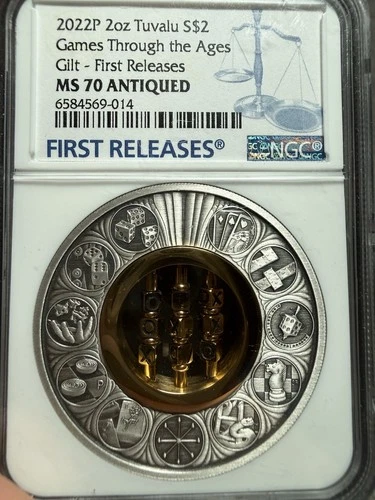 2022P 2oz Tuvalu S$2
Games Through the Ages
Gilt - First Releases
MS 70 ANTIQUED
6584569-014
FIRST RELEASES®
NGC®